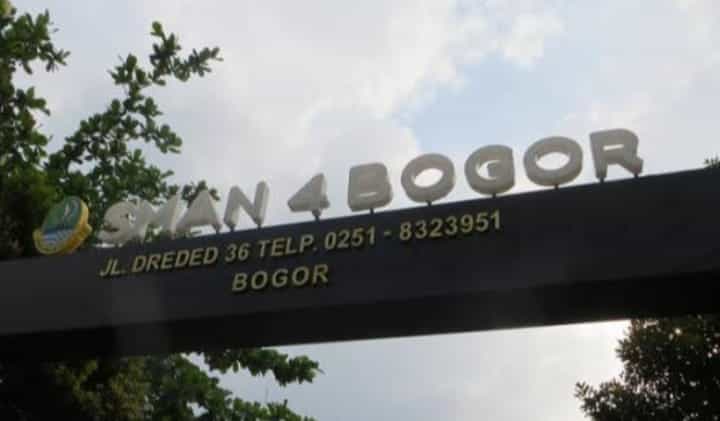 SMAN 4 BOGOR
JL. DREDED 36 TELP. 0251 - 8323951
BOGOR